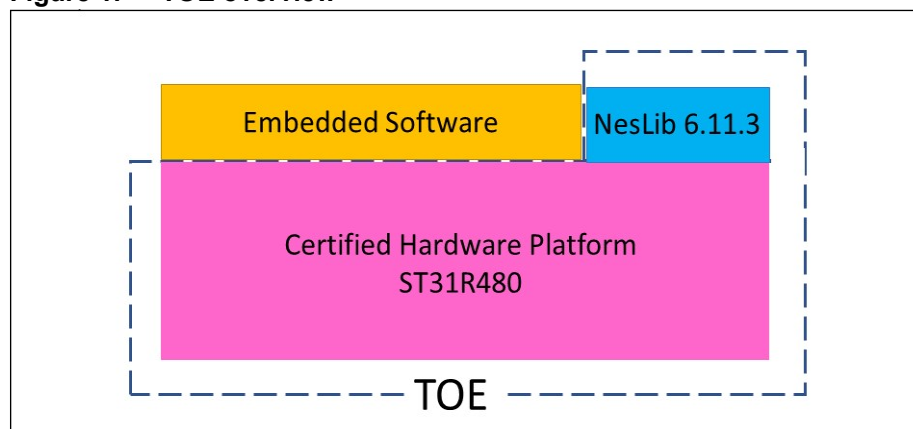 Embedded Software
NesLib 6.11.3
Certified Hardware Platform
ST31R480
TOE